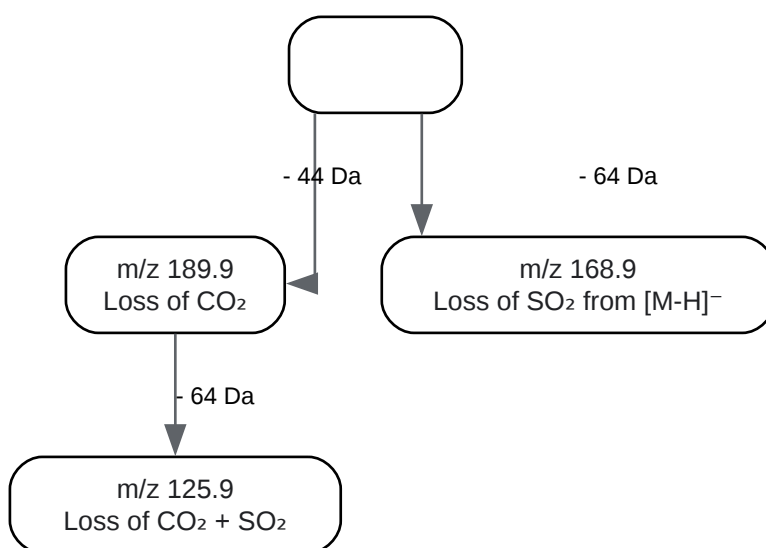 - 44 Da
- 64 Da
m/z 189.9
Loss of CO₂
m/z 168.9
Loss of SO₂ from [M-H]⁻
- 64 Da
m/z 125.9
Loss of CO₂ + SO₂